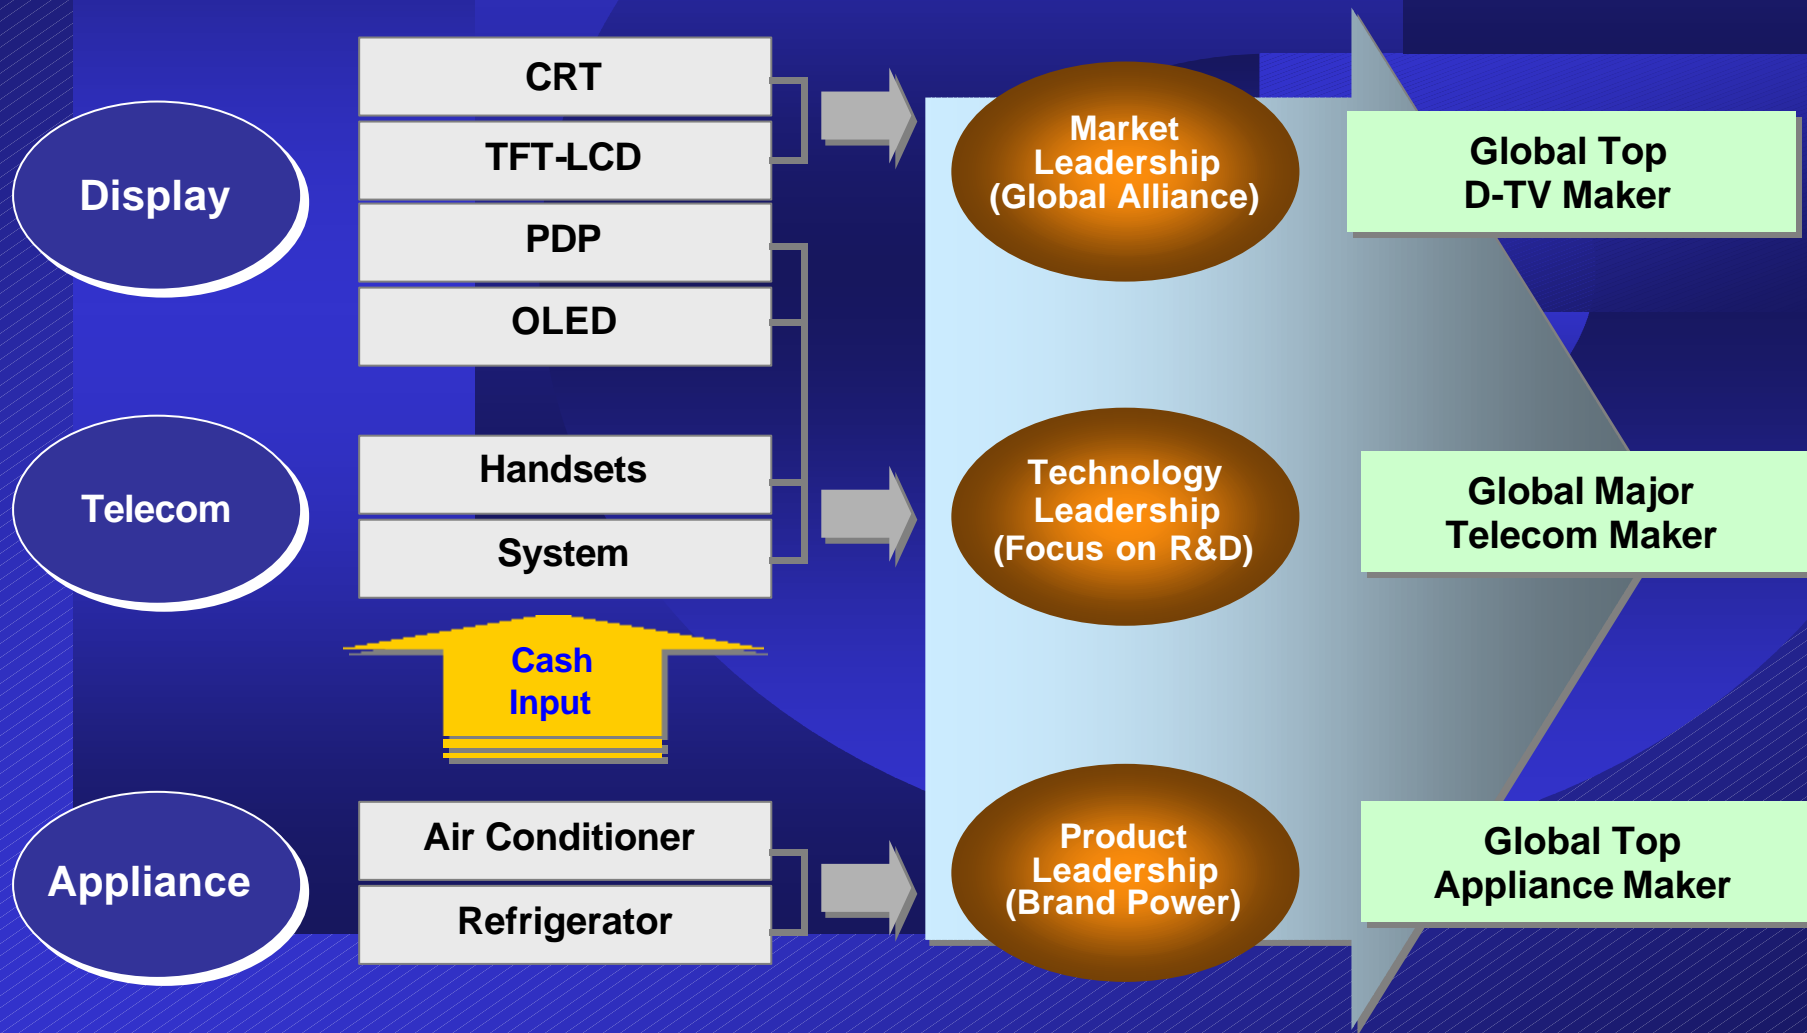 Display
CRT
TFT-LCD
PDP
OLED
Market
Leadership
(Global Alliance)
Global Top
D-TV Maker
Telecom
Handsets
System
Technology
Leadership
(Focus on R&D)
Global Major
Telecom Maker
Cash
Input
Appliance
Air Conditioner
Refrigerator
Product
Leadership
(Brand Power)
Global Top
Appliance Maker